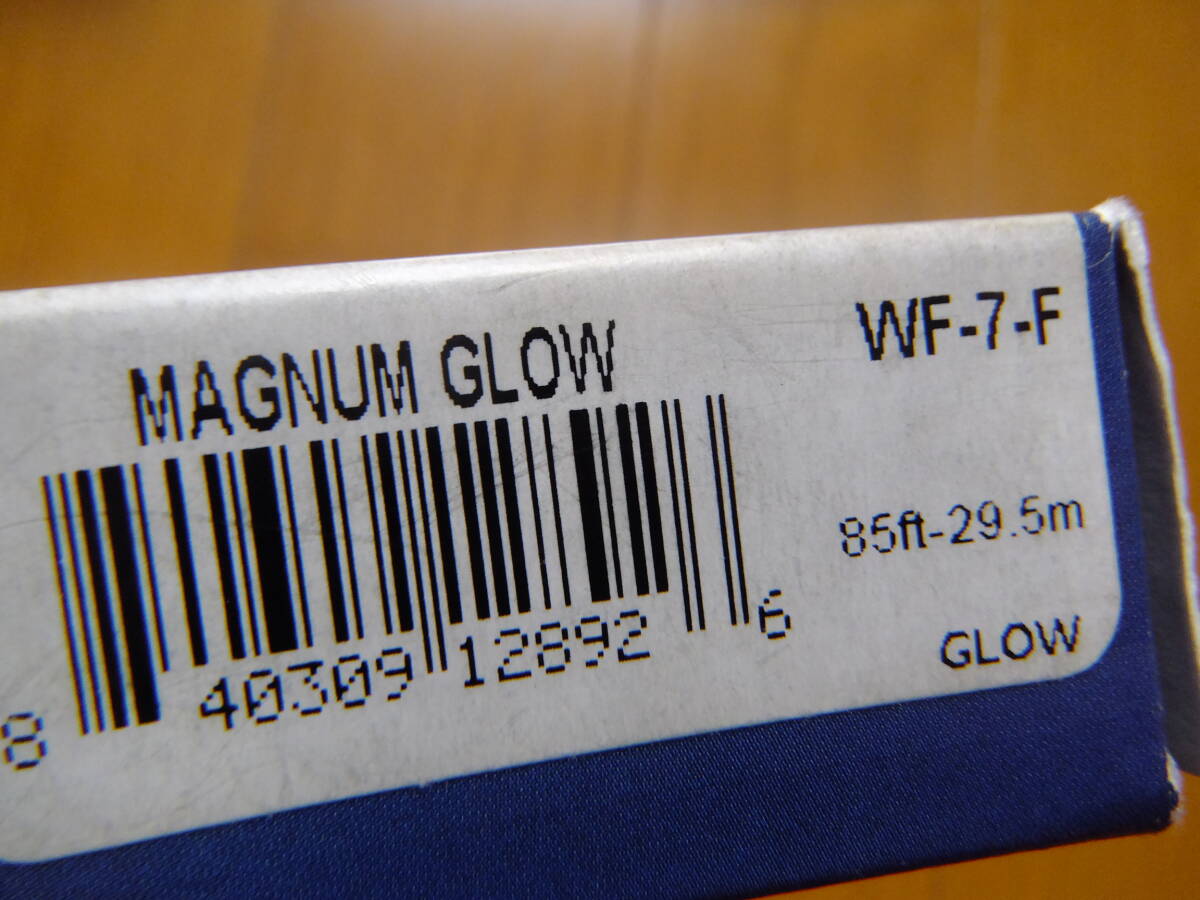 MAGNUM GLOW
WF-7-F
85ft-29.5m
8 40309 12892 6
GLOW